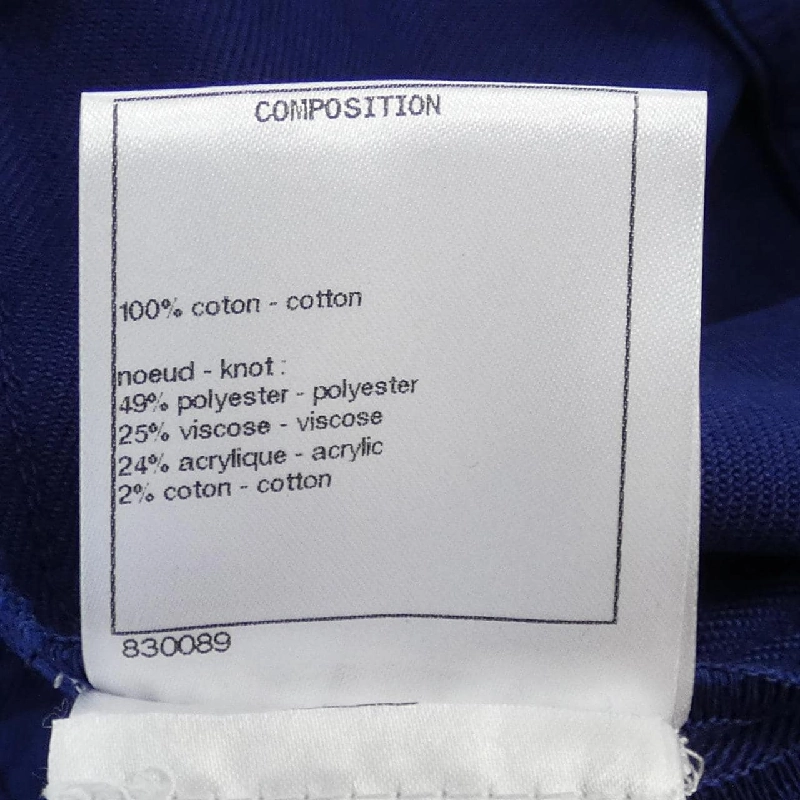 COMPOSITION
100% coton - cotton
noeud - knot :
49% polyester - polyester
25% viscose - viscose
24% acrylique - acrylic
2% coton - cotton
830089